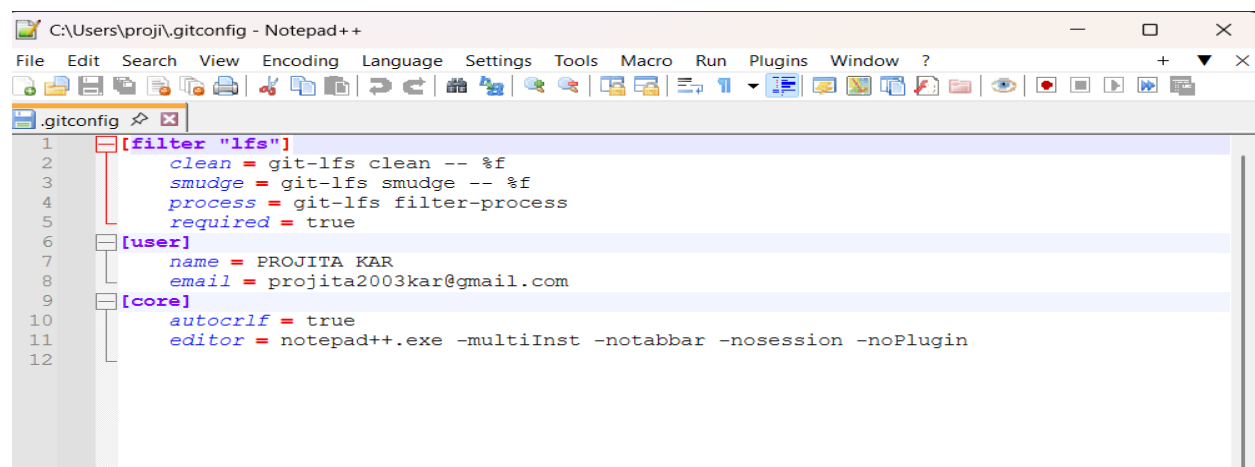 C:\Users\proji\.gitconfig - Notepad++
File Edit Search View Encoding Language Settings Tools Macro Run Plugins Window ?
.gitconfig
1 [filter "lfs"]
2 clean = git-lfs clean -- %f
3 smudge = git-lfs smudge -- %f
4 process = git-lfs filter-process
5 required = true
6 [user]
7 name = PROJITA KAR
8 email = projita2003kar@gmail.com
9 [core]
10 autocrlf = true
11 editor = notepad++.exe -multiInst -notabbar -nosession -noPlugin
12